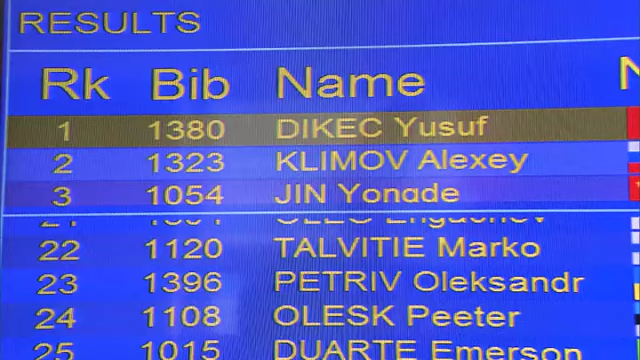 RESULTS
Rk Bib Name N
1 1380 DIKEC Yusuf
2 1323 KLIMOV Alexey
3 1054 JIN Yongde
22 1120 TALVITIE Marko
23 1396 PETRIV Oleksandr
24 1108 OLESK Peeter
25 1015 DUARTE Emerson